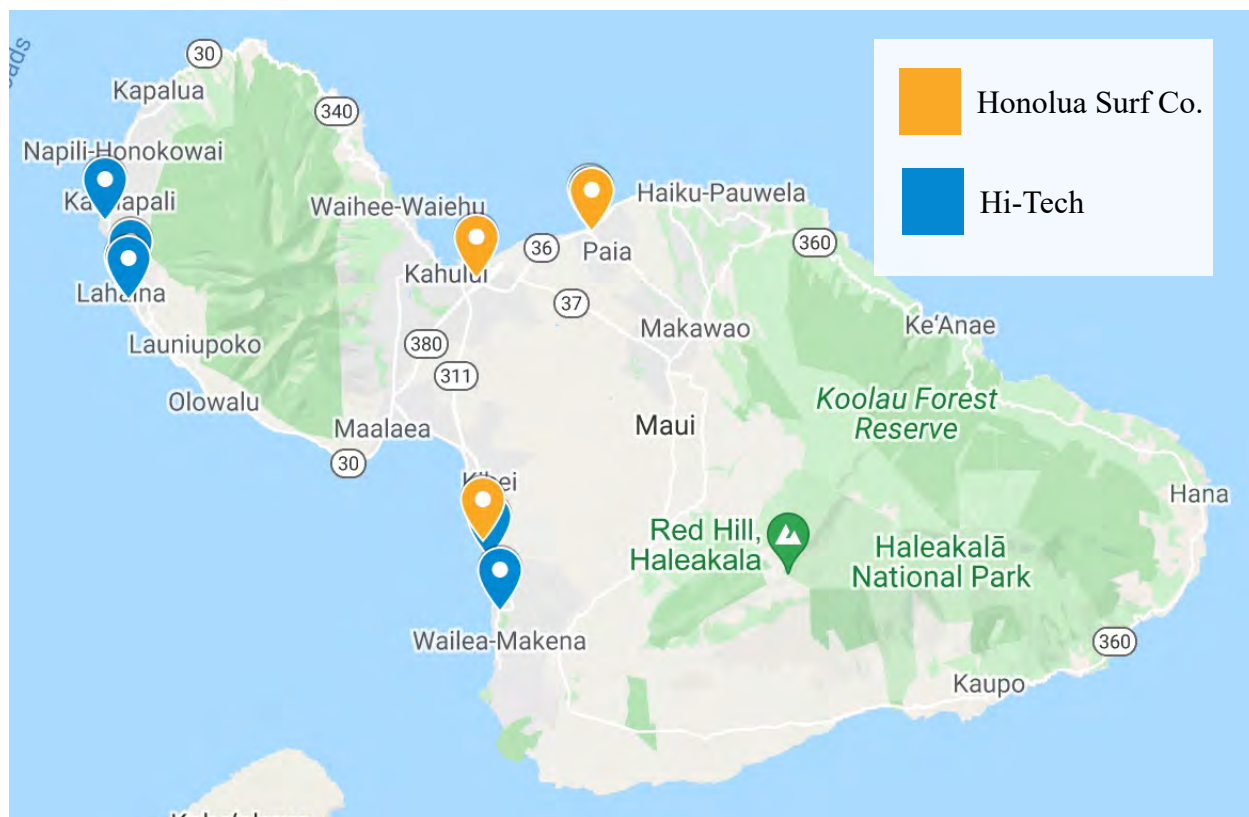 30
Kapalua
340
Honolua Surf Co.
Napili-Honokowai
Haiku-Pauwela
Waihee-Waiehu
Hi-Tech
36
360
Paia
Kahului
Lahaina
37
Ke'Anae
Makawao
Launiupoko
380
311
Koolau Forest
Reserve
Olowalu
Maui
Maalaea
30
Kihei
Hana
Red Hill,
Haleakala
Haleakalā
National Park
Wailea-Makena
360
Kaupo